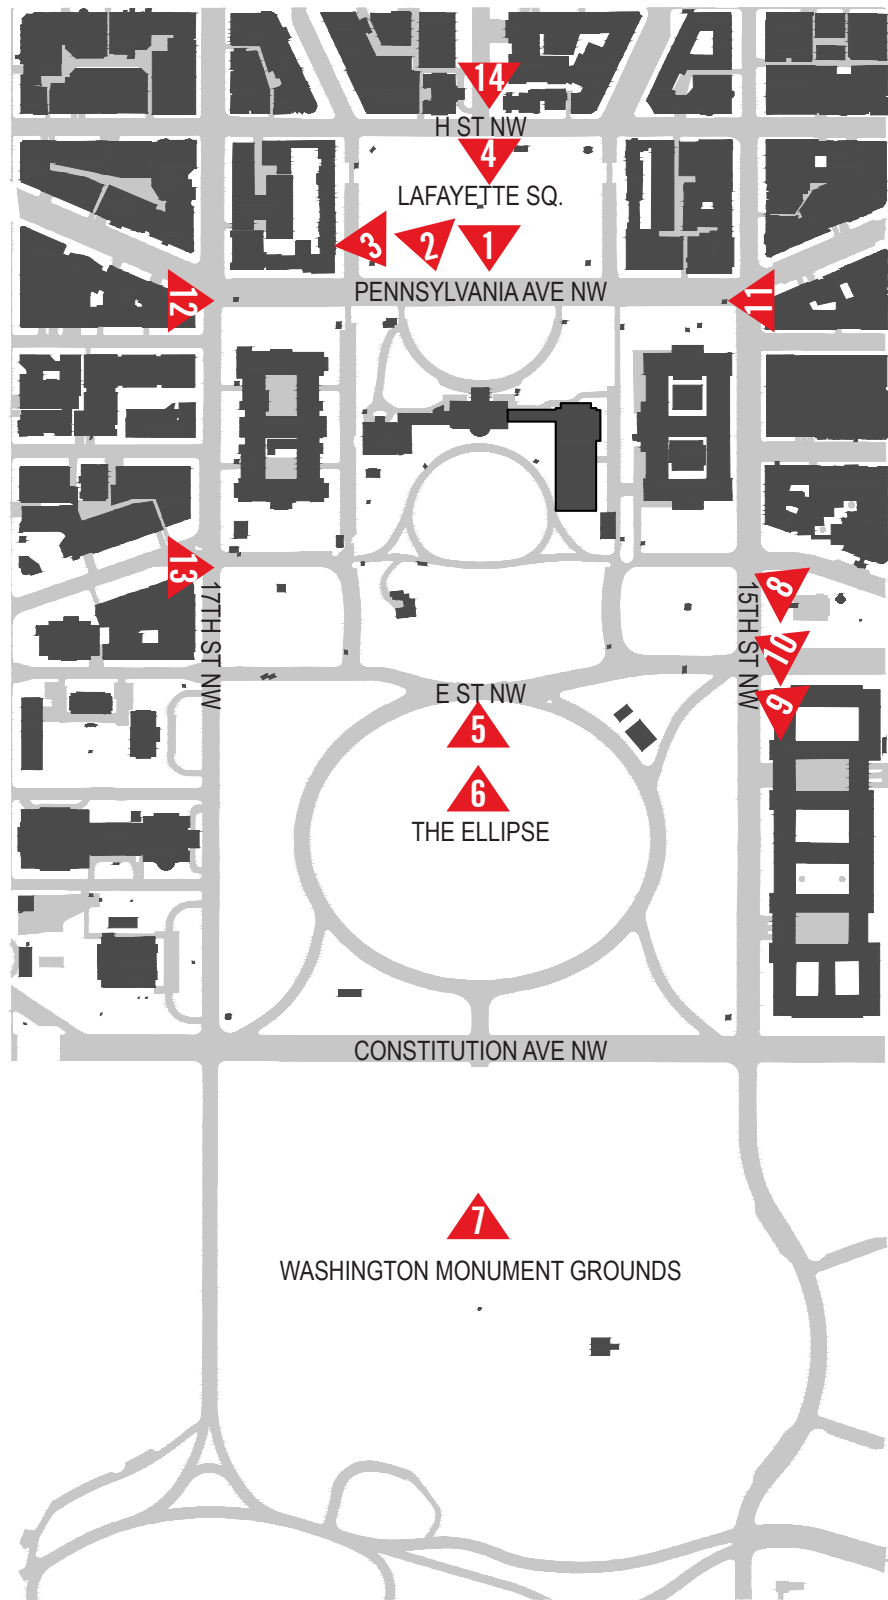 14
H ST NW
4
LAFAYETTE SQ.
3
2
1
PENNSYLVANIA AVE NW
12
11
13
17TH ST NW
15TH ST NW
8
10
9
E ST NW
5
6
THE ELLIPSE
CONSTITUTION AVE NW
7
WASHINGTON MONUMENT GROUNDS